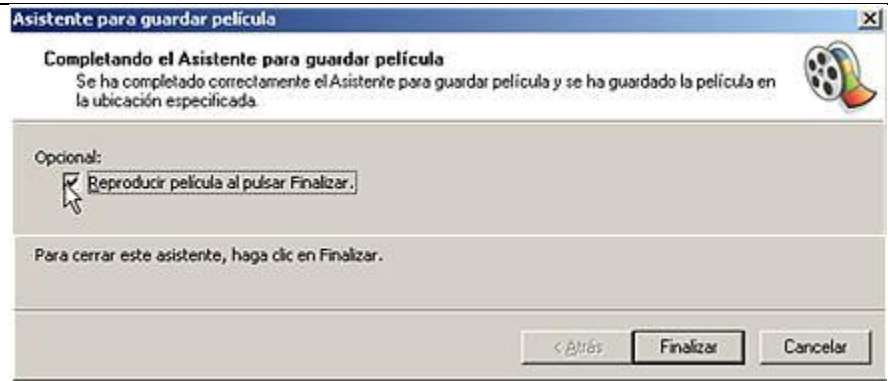 Asistente para guardar película
Completando el Asistente para guardar película
Se ha completado correctamente el Asistente para guardar película y se ha guardado la película en
la ubicación especificada.
Opcional:
Reproducir película al pulsar Finalizar.
Para cerrar este asistente, haga clic en Finalizar.
< Atrás Finalizar Cancelar